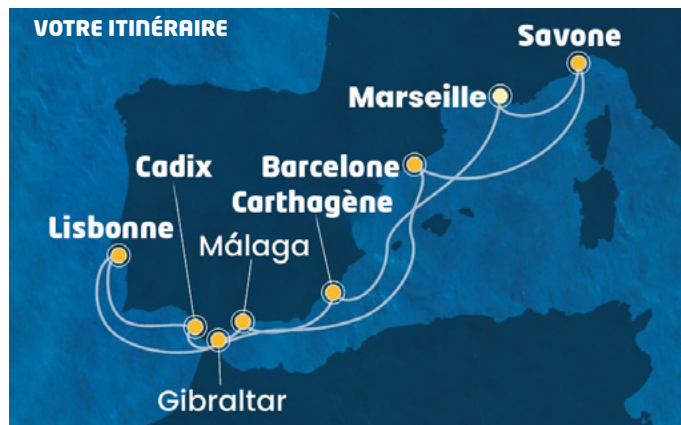 VOTRE ITINÉRAIRE
Savone
Marseille
Cadix
Barcelone
Carthagène
Lisbonne
Málaga
Gibraltar